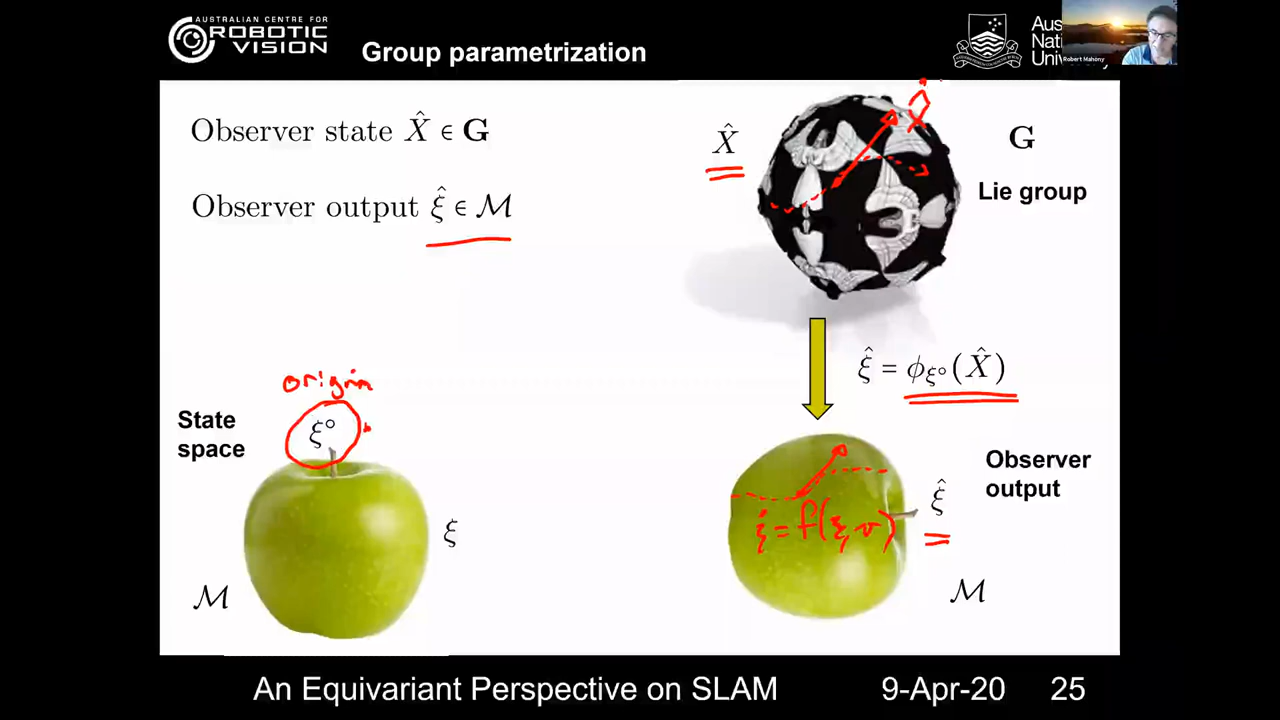 AUSTRALIAN CENTRE FOR
ROBOTIC
VISION
Group parametrization
Aus
Nati
Univ
Robert Mahony
Observer state X̂ ∈ G
Observer output ξ̂ ∈ ℳ
X̂
X̂
G
Lie group
ξ̂ = ϕ_ξ°(X̂)
origin
State
space
ξ°
ξ
ℳ
Observer
output
ξ̂
ξ̇ = f(ξ, v)
ℳ
An Equivariant Perspective on SLAM
9-Apr-20
25